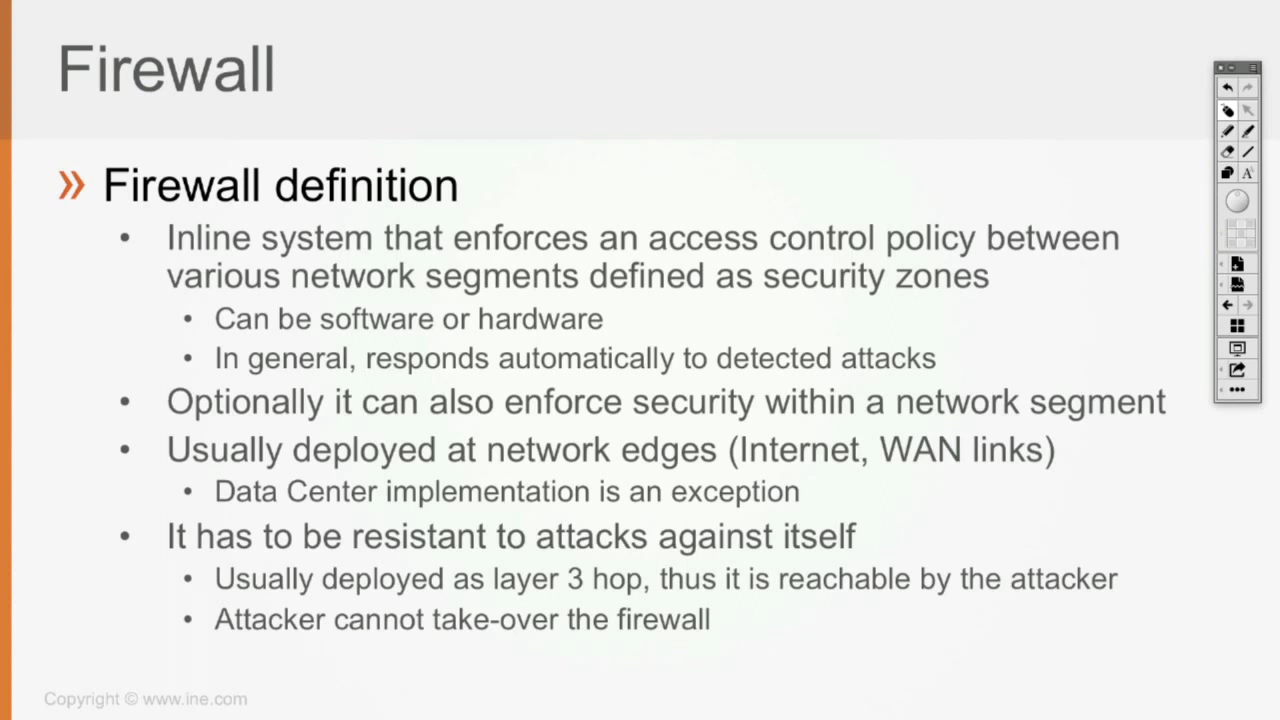 Firewall
» Firewall definition
• Inline system that enforces an access control policy between
various network segments defined as security zones
• Can be software or hardware
• In general, responds automatically to detected attacks
• Optionally it can also enforce security within a network segment
• Usually deployed at network edges (Internet, WAN links)
• Data Center implementation is an exception
• It has to be resistant to attacks against itself
• Usually deployed as layer 3 hop, thus it is reachable by the attacker
• Attacker cannot take-over the firewall
Copyright © www.ine.com